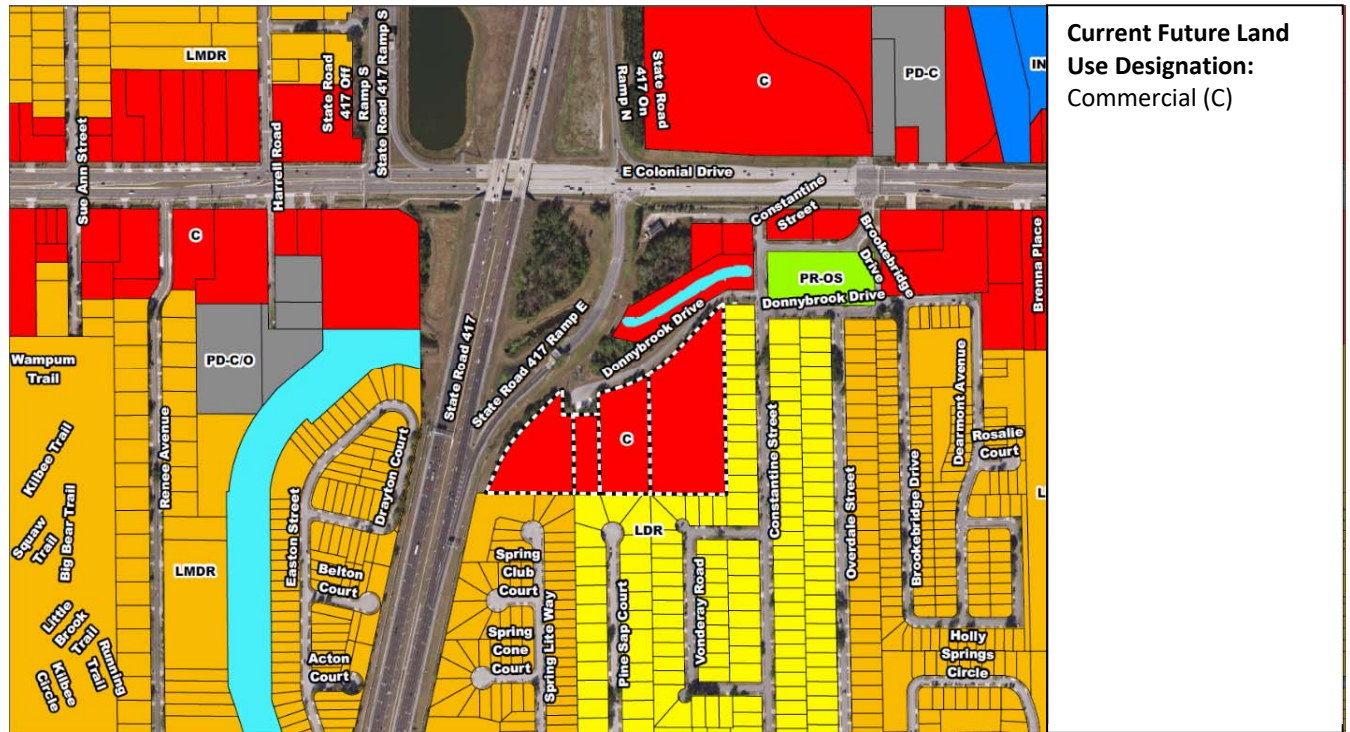 LMDR
State Road
417 Off
Ramp S
State Road 417 Ramp S
State Road
417 On
Ramp N
C
PD-C
IN
Current Future Land
Use Designation:
Commercial (C)
Sue Ann Street
Harrell Road
E Colonial Drive
C
Constantine
Street
Brookebridge
Drive
Brenna Place
PR-OS
Donnybrook Drive
Donnybrook Drive
State Road 417
State Road 417 Ramp E
PD-C/O
Wampum
Trail
Kilbee Trail
Squaw
Trail
Big Bear Trail
Little
Brook
Trail
Running
Trail
Kilbee
Circle
Renee Avenue
LMDR
Easton Street
Drayton Court
Belton
Court
Acton
Court
C
LDR
Spring
Club
Court
Spring
Cone
Court
Spring Lite Way
Pine Sap Court
Vonderay Road
Constantine Street
Overdale Street
Brookebridge Drive
Dearmont Avenue
Rosalie
Court
L
Holly
Springs
Circle